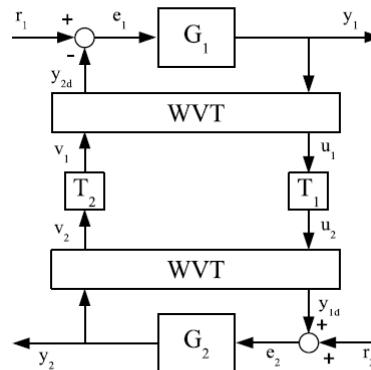 r₁ + e₁ G₁ y₁
-
y₂d
WVT
v₁ u₁
T₂ T₁
v₂ u₂
WVT
y₁d
+
y₂ G₂ e₂ + r₂